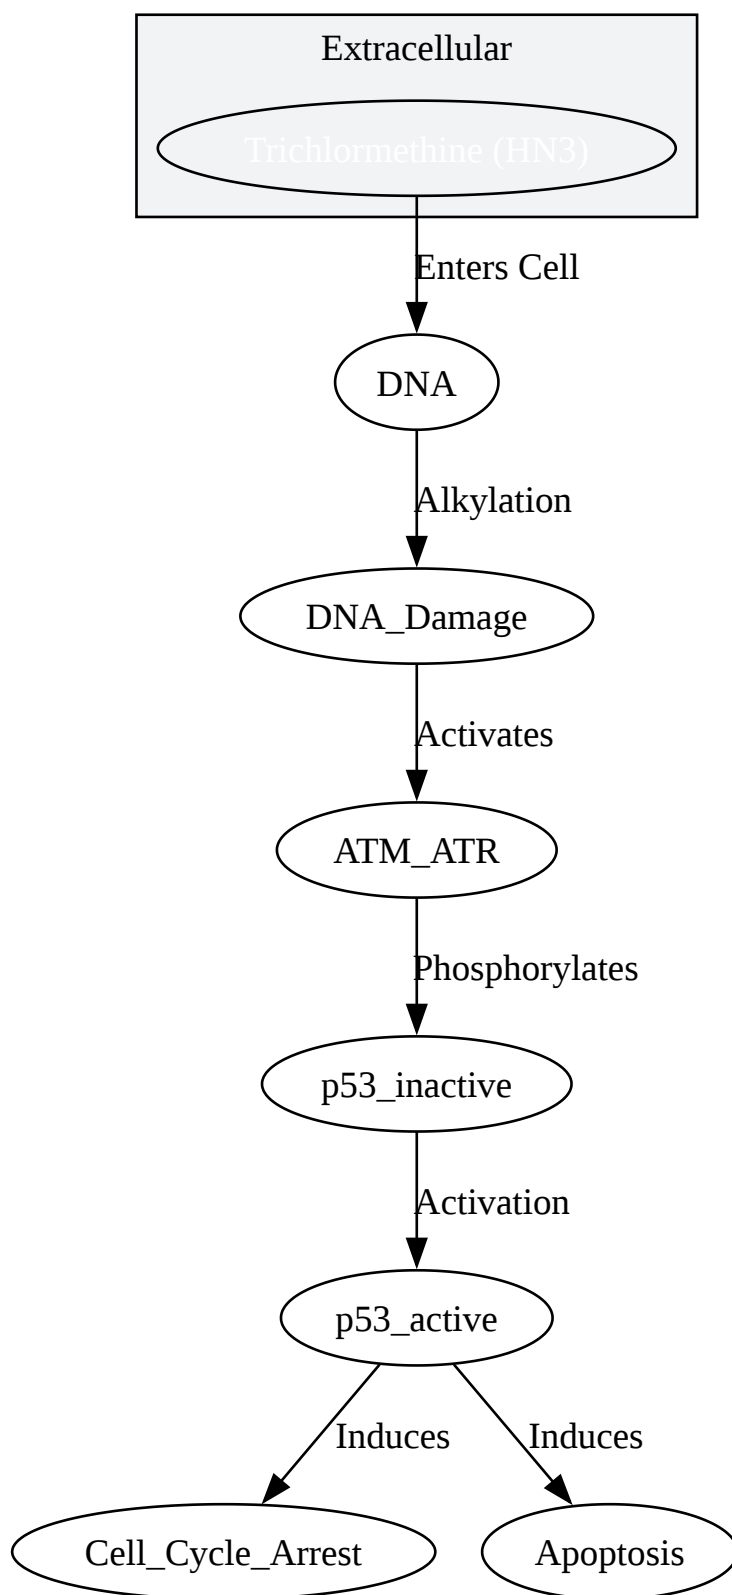 Extracellular
Trichlormethine (HN3)
Enters Cell
DNA
Alkylation
DNA_Damage
Activates
ATM_ATR
Phosphorylates
p53_inactive
Activation
p53_active
Induces
Induces
Cell_Cycle_Arrest
Apoptosis